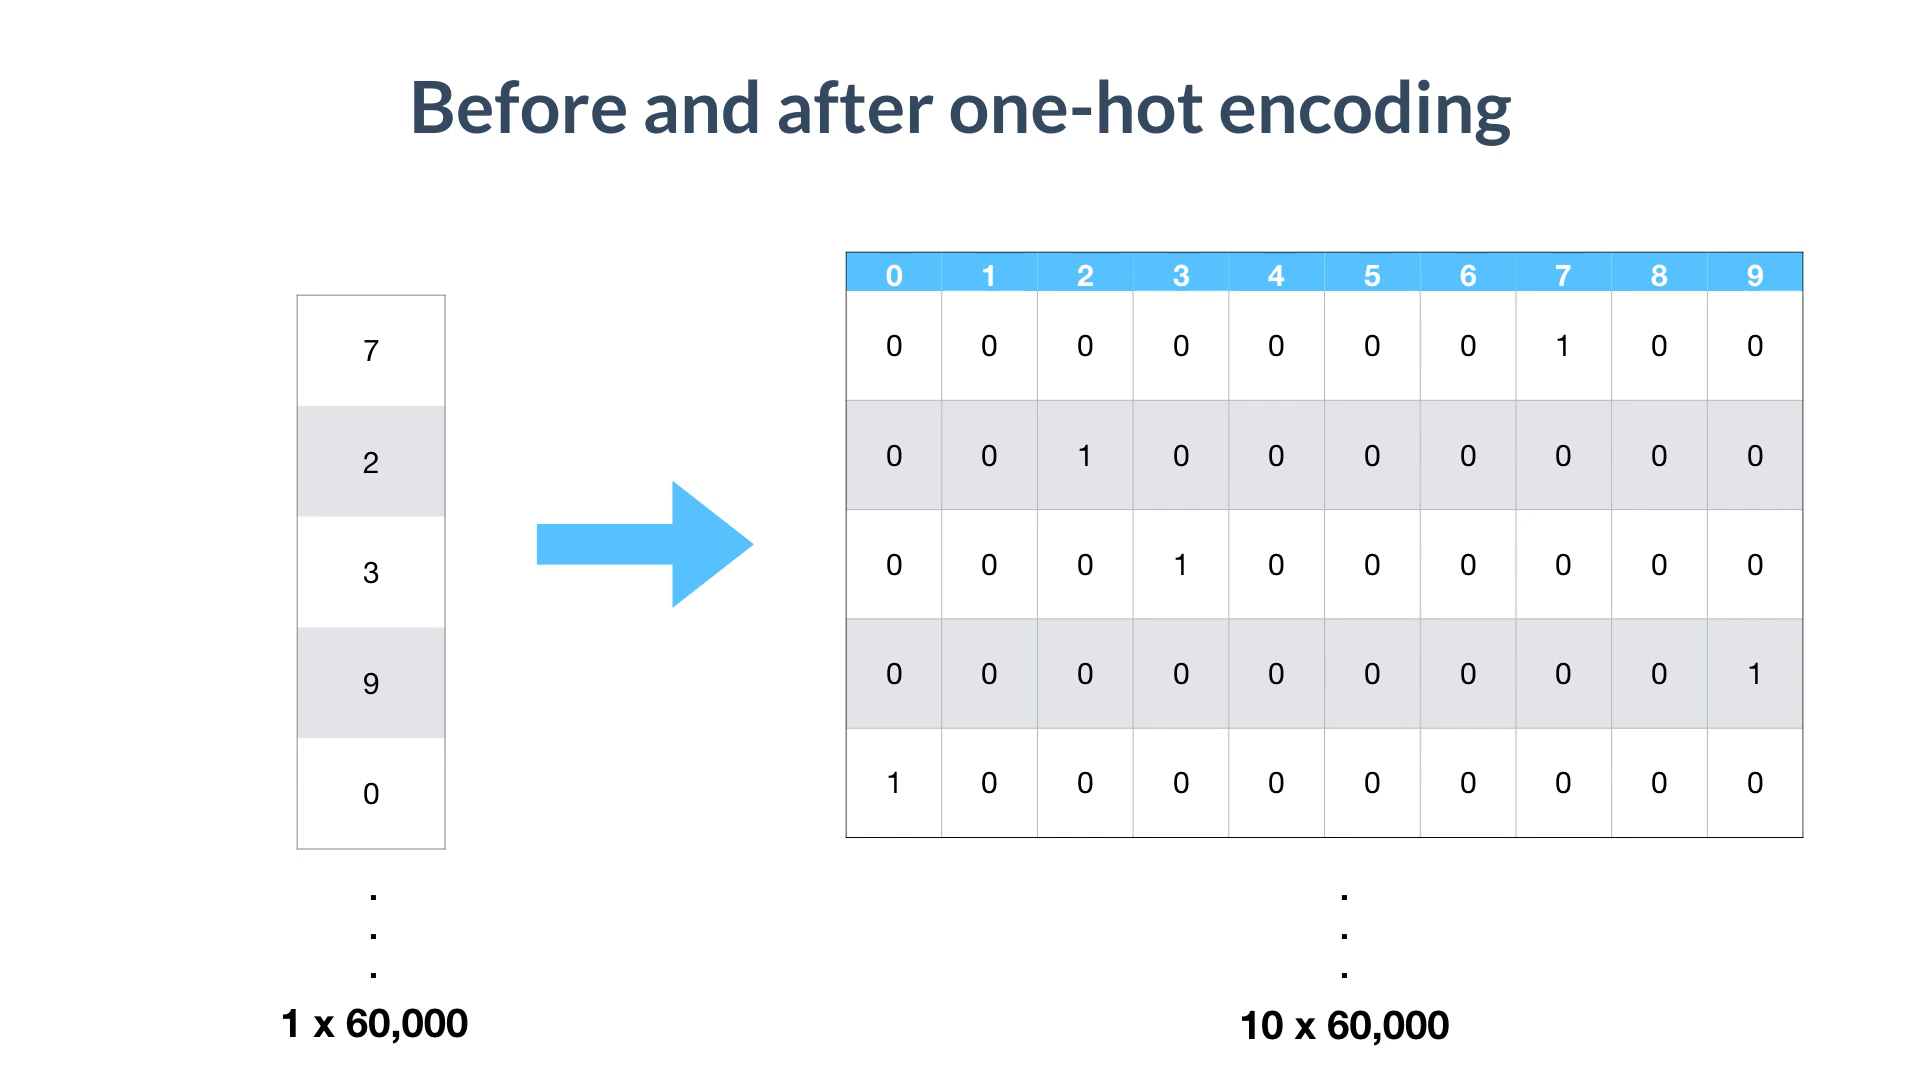 Before and after one-hot encoding
7
2
3
9
0
.
.
.
1 x 60,000
0 1 2 3 4 5 6 7 8 9
0 0 0 0 0 0 0 1 0 0
0 0 1 0 0 0 0 0 0 0
0 0 0 1 0 0 0 0 0 0
0 0 0 0 0 0 0 0 0 1
1 0 0 0 0 0 0 0 0 0
.
.
.
10 x 60,000